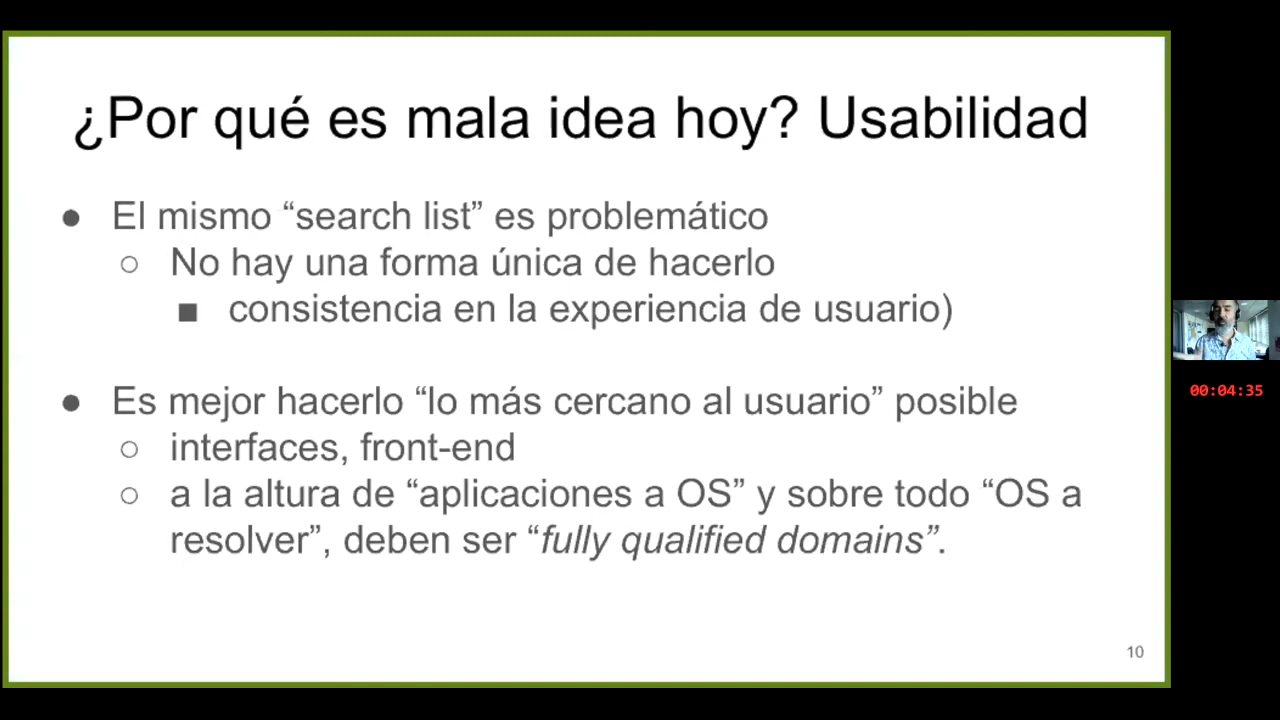 ¿Por qué es mala idea hoy? Usabilidad
● El mismo “search list” es problemático
○ No hay una forma única de hacerlo
■ consistencia en la experiencia de usuario)
● Es mejor hacerlo “lo más cercano al usuario” posible
○ interfaces, front-end
○ a la altura de “aplicaciones a OS” y sobre todo “OS a
resolver”, deben ser “fully qualified domains”.
10
00:04:35